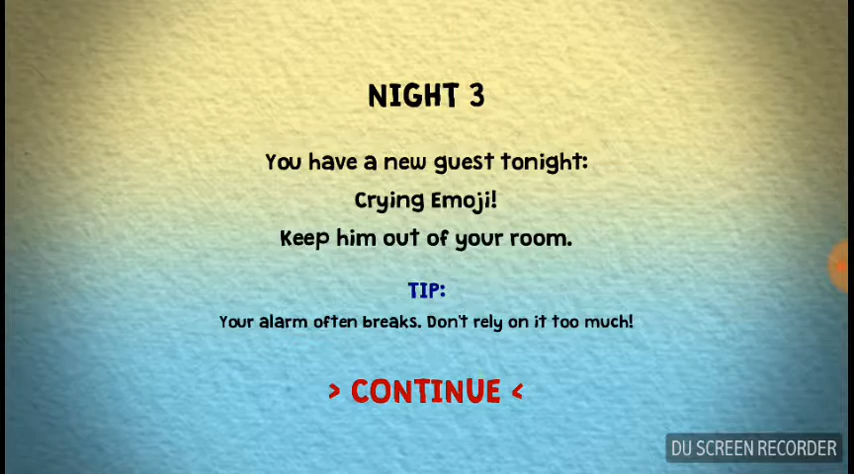 NIGHT 3
You have a new guest tonight:
Crying Emoji!
Keep him out of your room.
TIP:
Your alarm often breaks. Don't rely on it too much!
> CONTINUE <
DU SCREEN RECORDER